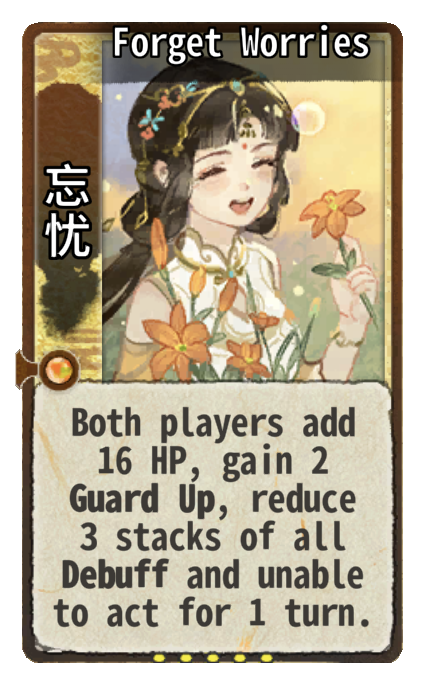 Forget Worries
忘忧
Both players add
16 HP, gain 2
Guard Up, reduce
3 stacks of all
Debuff and unable
to act for 1 turn.